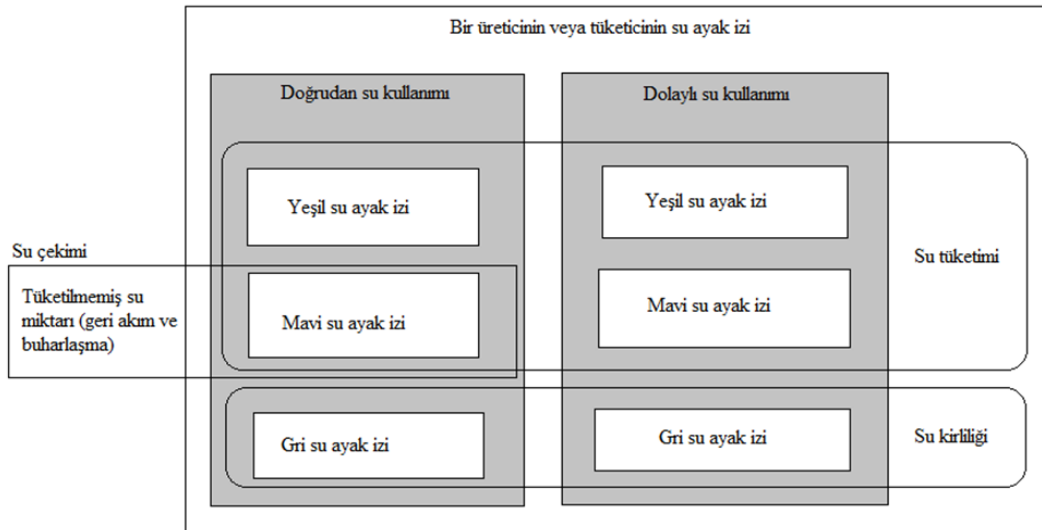 Bir üreticinin veya tüketicinin su ayak izi
Doğrudan su kullanımı
Dolaylı su kullanımı
Yeşil su ayak izi
Yeşil su ayak izi
Su çekimi
Su tüketimi
Tüketilmemiş su
miktarı (geri akım ve
buharlaşma)
Mavi su ayak izi
Mavi su ayak izi
Gri su ayak izi
Gri su ayak izi
Su kirliliği